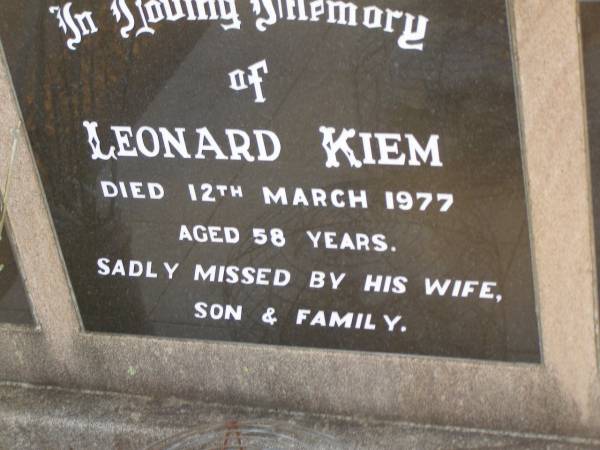 In Loving Memory
of
LEONARD KIEM
DIED 12TH MARCH 1977
AGED 58 YEARS.
SADLY MISSED BY HIS WIFE,
SON & FAMILY.